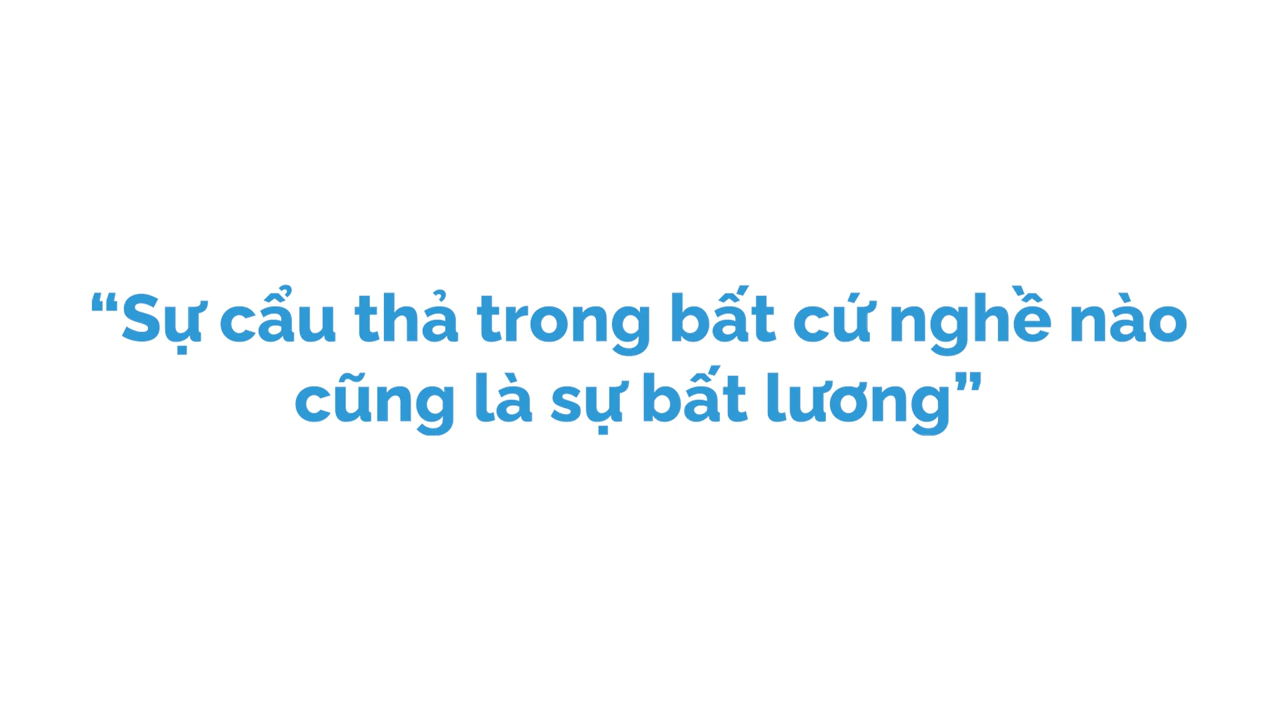 “Sự cẩu thả trong bất cứ nghề nào
cũng là sự bất lương”